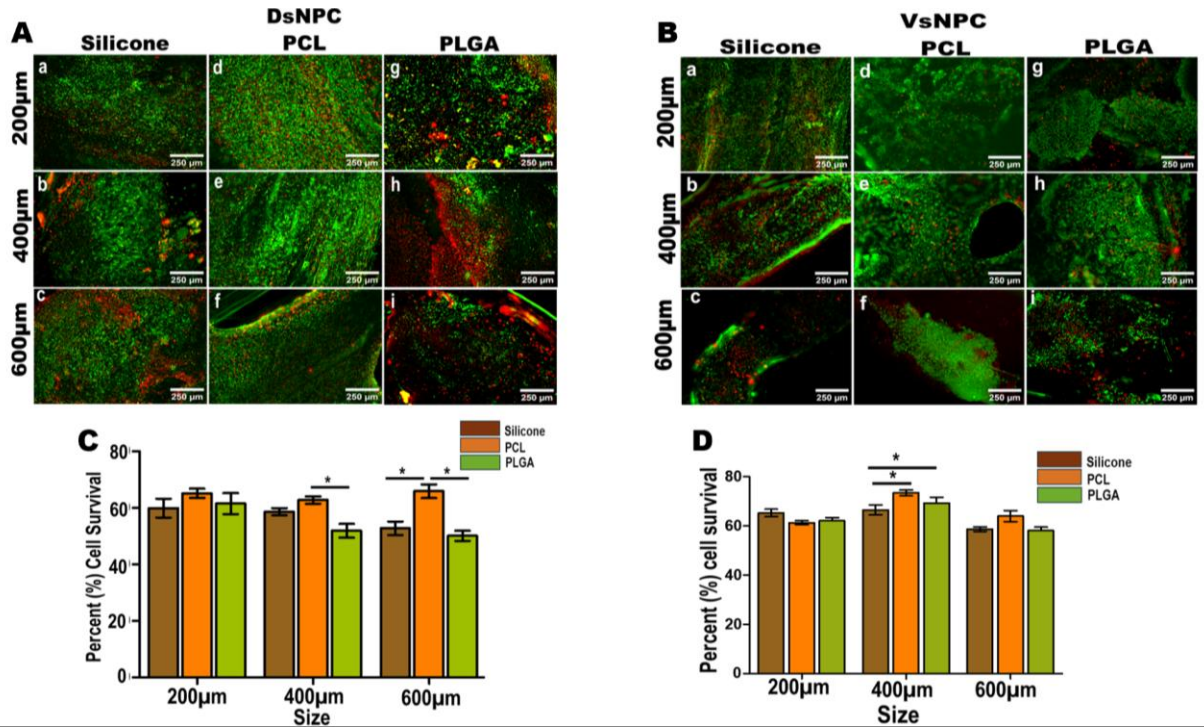 A
DsNPC
Silicone PCL PLGA
200µm
400µm
600µm
a d g
250 µm 250 µm 250 µm
b e h
250 µm 250 µm 250 µm
c f i
250 µm 250 µm 250 µm
B
VsNPC
Silicone PCL PLGA
200µm
400µm
600µm
a d g
250 µm 250 µm 250 µm
b e h
250 µm 250 µm 250 µm
c f i
250 µm 250 µm 250 µm
C
Silicone
PCL
PLGA
Percent (%) Cell Survival
80
60
40
20
0
* * *
200µm 400µm 600µm
Size
D
Silicone
PCL
PLGA
Percent (%) cell survival
80
60
40
20
0
*
*
200µm 400µm 600µm
Size